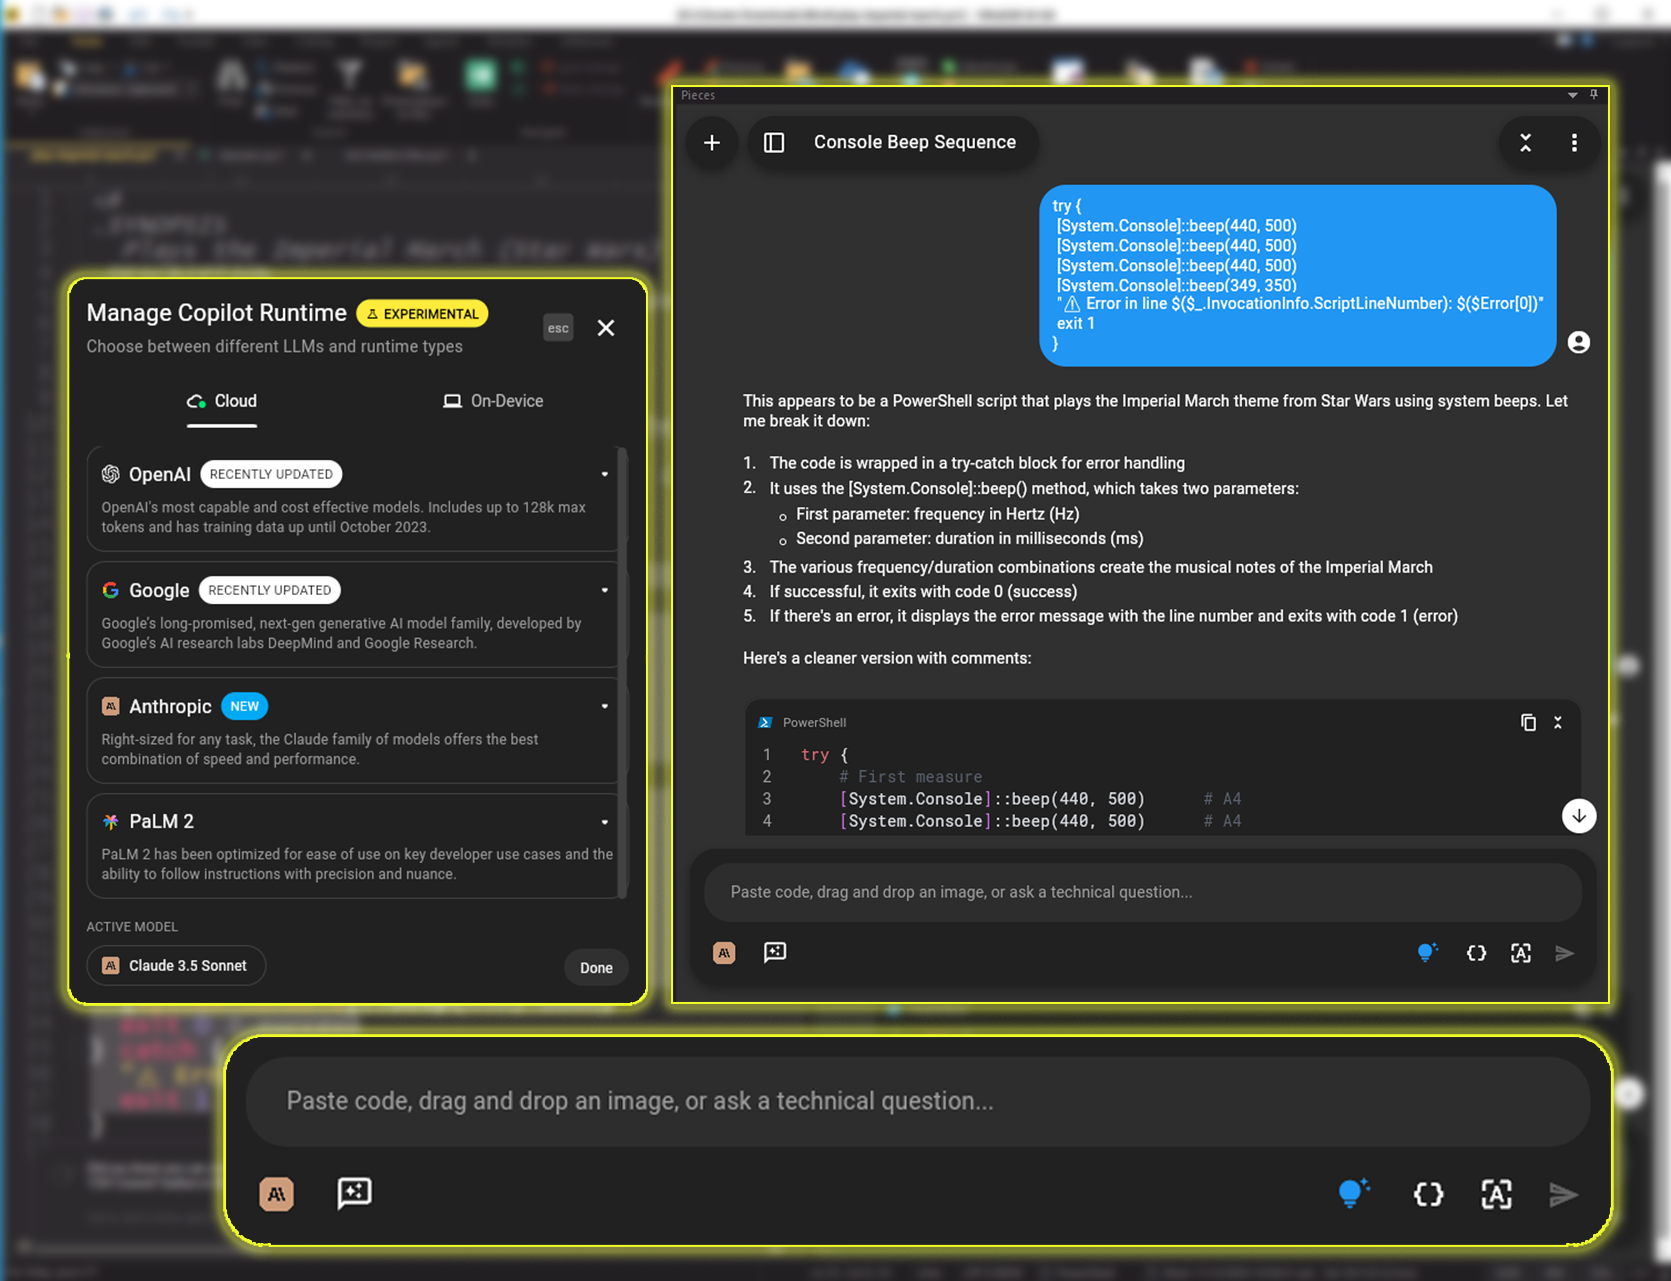 Pieces
Console Beep Sequence
try {
[System.Console]::beep(440, 500)
[System.Console]::beep(440, 500)
[System.Console]::beep(440, 500)
[System.Console]::beep(349, 350)
"⚠ Error in line $($_.InvocationInfo.ScriptLineNumber): $($Error[0])"
exit 1
}
This appears to be a PowerShell script that plays the Imperial March theme from Star Wars using system beeps. Let
me break it down:
1. The code is wrapped in a try-catch block for error handling
2. It uses the [System.Console]::beep() method, which takes two parameters:
○ First parameter: frequency in Hertz (Hz)
○ Second parameter: duration in milliseconds (ms)
3. The various frequency/duration combinations create the musical notes of the Imperial March
4. If successful, it exits with code 0 (success)
5. If there's an error, it displays the error message with the line number and exits with code 1 (error)
Here's a cleaner version with comments:
PowerShell
1 try {
2 # First measure
3 [System.Console]::beep(440, 500) # A4
4 [System.Console]::beep(440, 500) # A4
Paste code, drag and drop an image, or ask a technical question...
.SYNOPSIS
Plays the Imperial March (Star wars)
Manage Copilot Runtime EXPERIMENTAL
esc
Choose between different LLMs and runtime types
Cloud On-Device
OpenAI RECENTLY UPDATED
OpenAI's most capable and cost effective models. Includes up to 128k max
tokens and has training data up until October 2023.
Google RECENTLY UPDATED
Google's long-promised, next-gen generative AI model family, developed by
Google's AI research labs DeepMind and Google Research.
Anthropic NEW
Right-sized for any task, the Claude family of models offers the best
combination of speed and performance.
PaLM 2
PaLM 2 has been optimized for ease of use on key developer use cases and the
ability to follow instructions with precision and nuance.
ACTIVE MODEL
Claude 3.5 Sonnet
Done
Paste code, drag and drop an image, or ask a technical question...